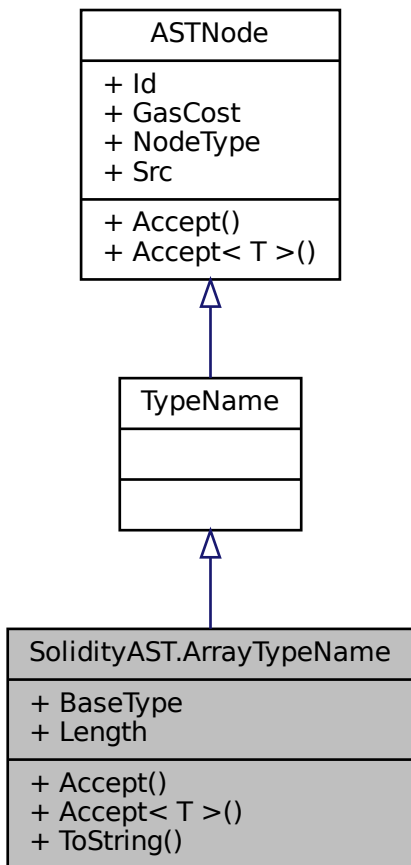 ASTNode
+ Id
+ GasCost
+ NodeType
+ Src
+ Accept()
+ Accept< T >()
TypeName
SolidityAST.ArrayTypeName
+ BaseType
+ Length
+ Accept()
+ Accept< T >()
+ ToString()